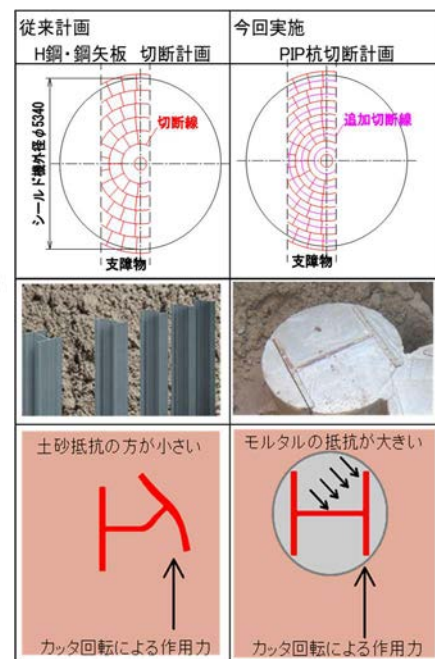 従来計画
H鋼・鋼矢板 切断計画
今回実施
PIP杭切断計画
シールド機外径φ5340
切断線
支障物
追加切断線
支障物
土砂抵抗の方が小さい
カッタ回転による作用力
モルタルの抵抗が大きい
カッタ回転による作用力